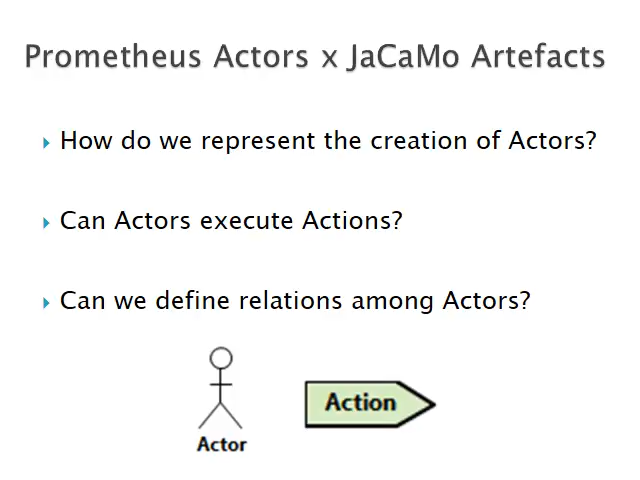 Prometheus Actors x JaCaMo Artefacts
How do we represent the creation of Actors?
Can Actors execute Actions?
Can we define relations among Actors?
Action
Actor